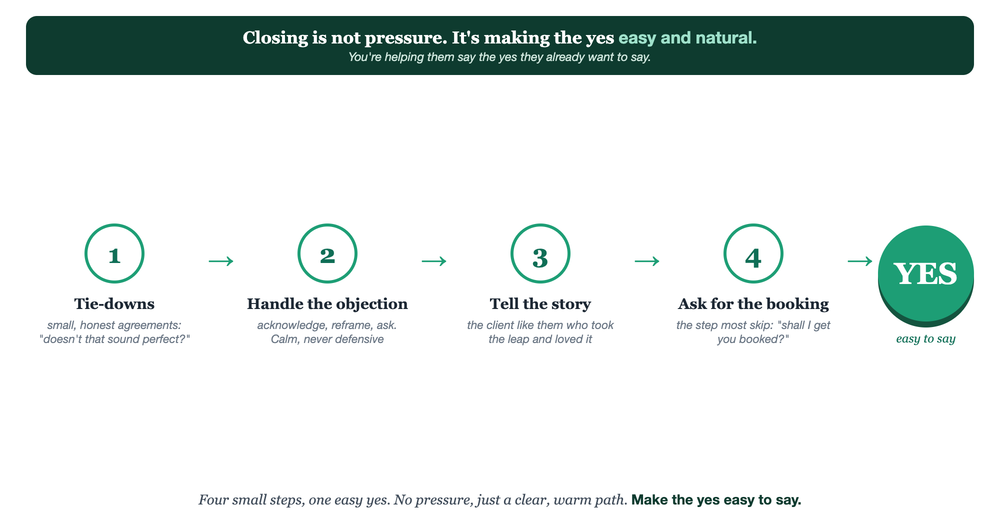 Closing is not pressure. It's making the yes easy and natural.
You're helping them say the yes they already want to say.
1
Tie-downs
small, honest agreements:
"doesn't that sound perfect?"
→
2
Handle the objection
acknowledge, reframe, ask.
Calm, never defensive
→
3
Tell the story
the client like them who took
the leap and loved it
→
4
Ask for the booking
the step most skip: "shall I get
you booked?"
→
YES
easy to say
Four small steps, one easy yes. No pressure, just a clear, warm path. Make the yes easy to say.